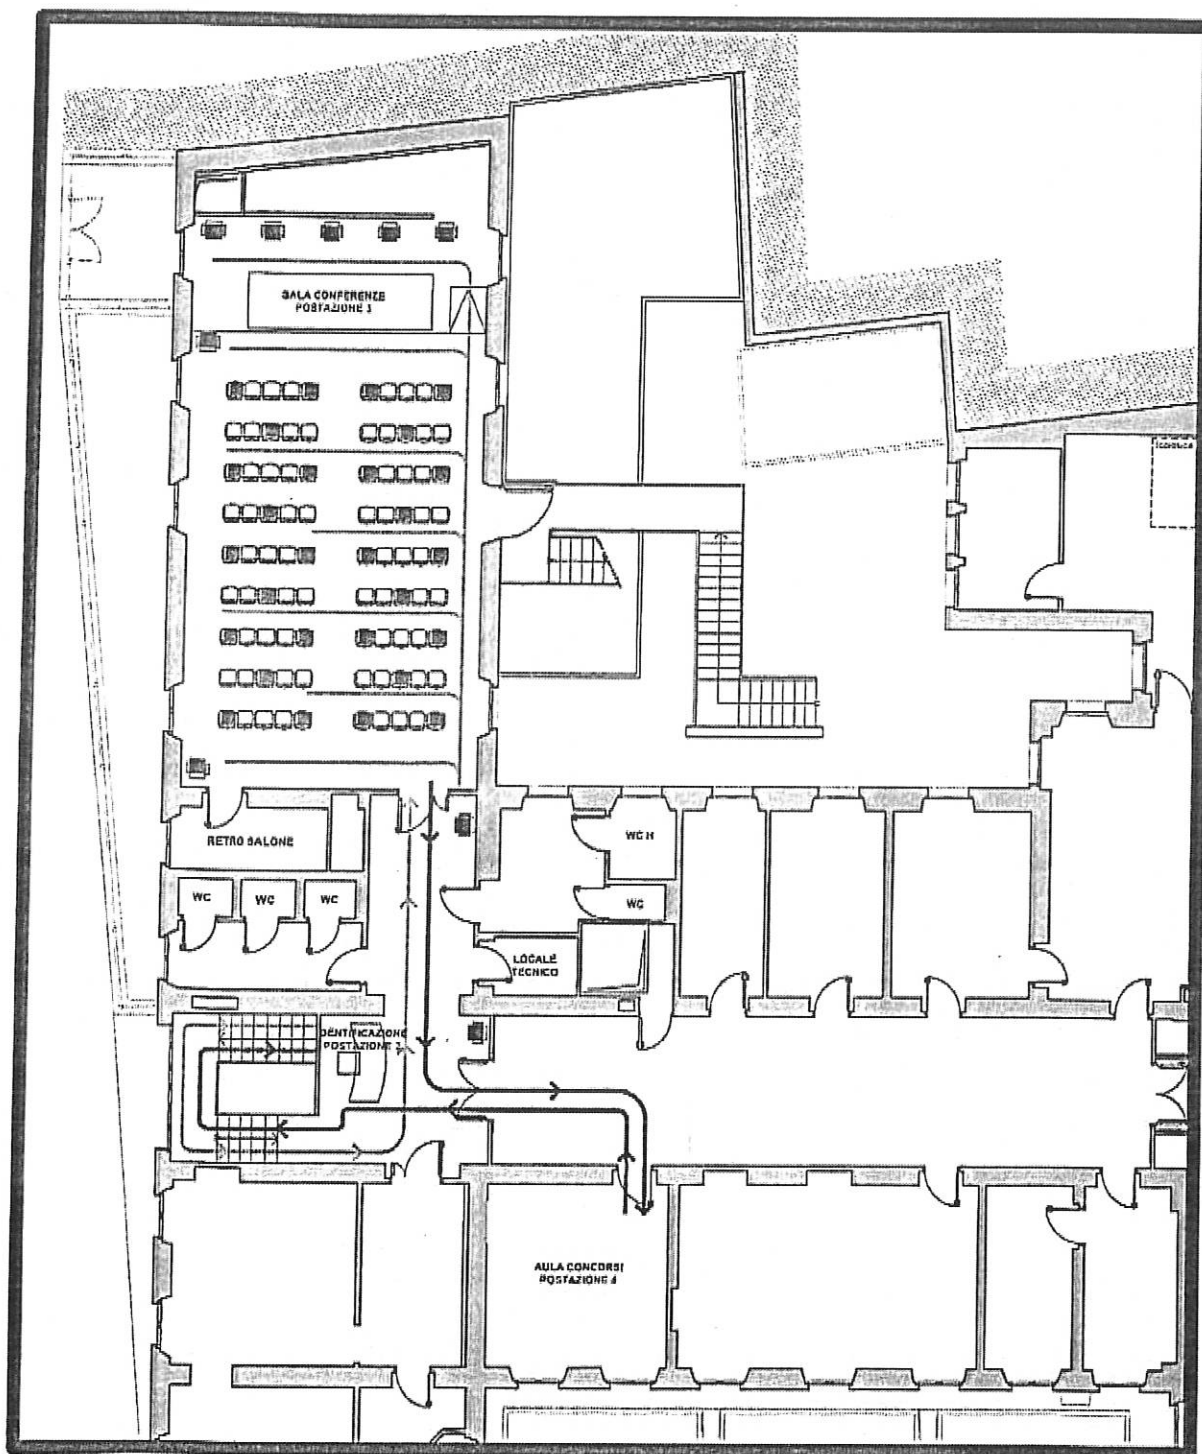 SALA CONFERENZE
POSTAZIONE 3
RETRO SALONE
WC H
WC
WC
WC
WC
LOCALE
TECNICO
IDENTIFICAZIONE
POSTAZIONE 2
AULA CONCORSI
POSTAZIONE 4